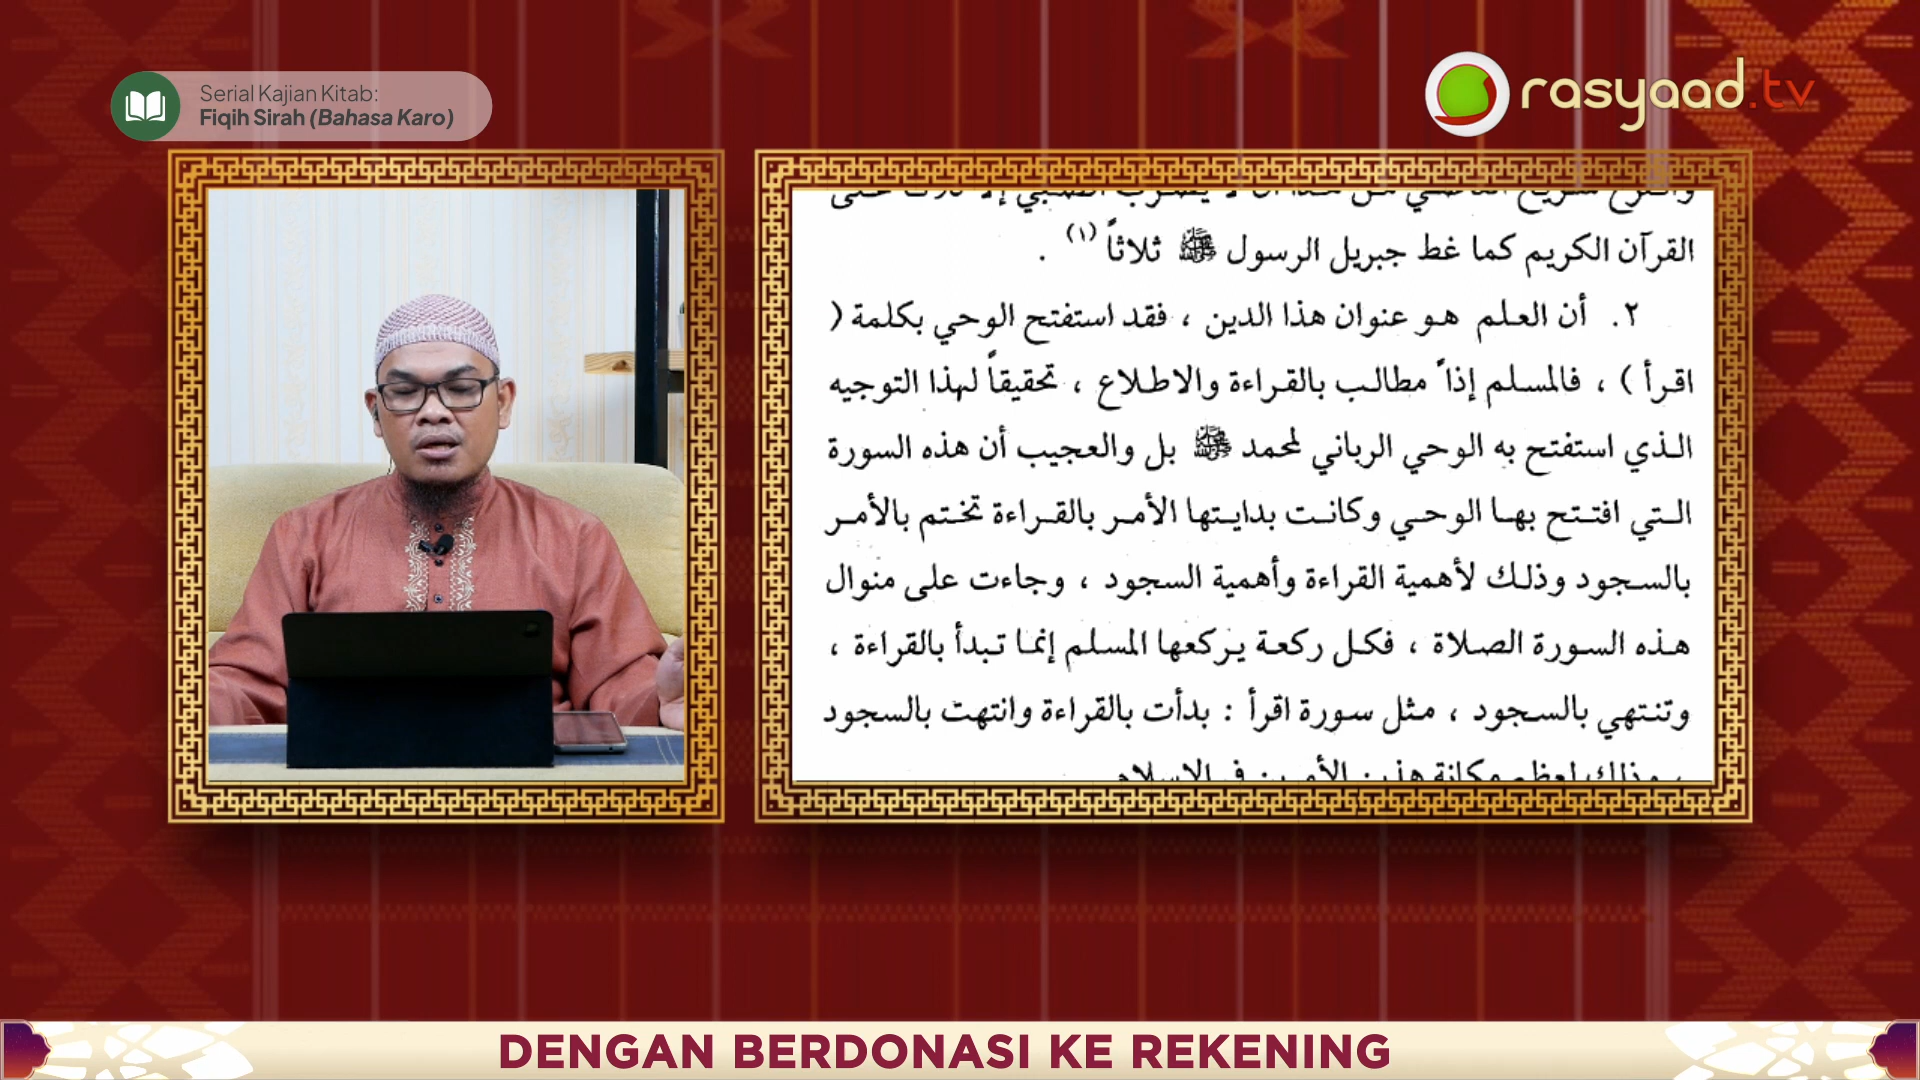 Serial Kajian Kitab:
Fiqih Sirah (Bahasa Karo)
rasyaad.tv
القرآن الكريم كما غط جبريل الرسول ﷺ ثلاثاً (١) .
٢. أن العلم هو عنوان هذا الدين ، فقد استفتح الوحي بكلمة (
اقرأ ) ، فالمسلم إذاً مطالب بالقراءة والاطلاع ، تحقيقاً لهذا التوجيه
الذي استفتح به الوحي الرباني لمحمد ﷺ بل والعجيب أن هذه السورة
التي افتتح بها الوحي وكانت بدايتها الأمر بالقراءة تختم بالأمر
بالسجود وذلك لأهمية القراءة وأهمية السجود ، وجاءت على منوال
هذه السورة الصلاة ، فكل ركعة يركعها المسلم إنما تبدأ بالقراءة ،
وتنتهي بالسجود ، مثل سورة اقرأ : بدأت بالقراءة وانتهت بالسجود
DENGAN BERDONASI KE REKENING